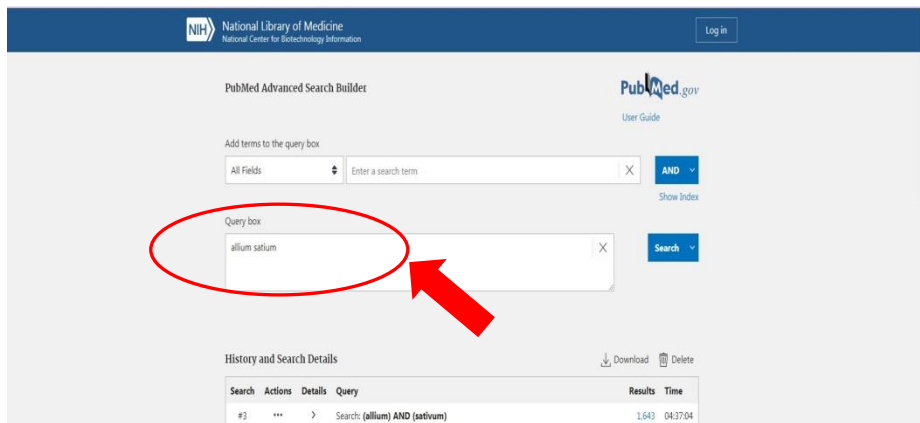 NIH National Library of Medicine
National Center for Biotechnology Information
Log in
PubMed Advanced Search Builder
PubMed.gov
User Guide
Add terms to the query box
All Fields
Enter a search term
AND
Show Index
Query box
allium satium
Search
History and Search Details
Download
Delete
Search Actions Details Query Results Time
#3 ... > Search: (allium) AND (sativum) 1,643 04:37:04